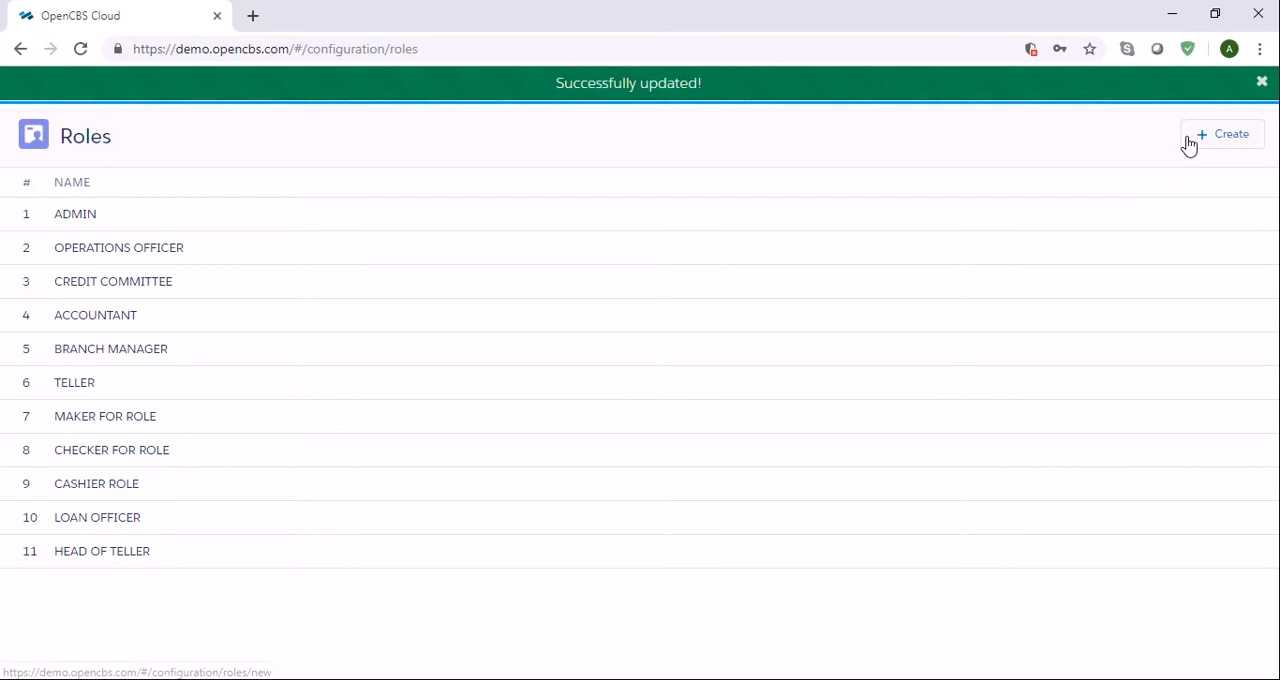 OpenCBS Cloud
https://demo.opencbs.com/#/configuration/roles
A
Successfully updated!
Roles
+ Create
# NAME
1 ADMIN
2 OPERATIONS OFFICER
3 CREDIT COMMITTEE
4 ACCOUNTANT
5 BRANCH MANAGER
6 TELLER
7 MAKER FOR ROLE
8 CHECKER FOR ROLE
9 CASHIER ROLE
10 LOAN OFFICER
11 HEAD OF TELLER
https://demo.opencbs.com/#/configuration/roles/new